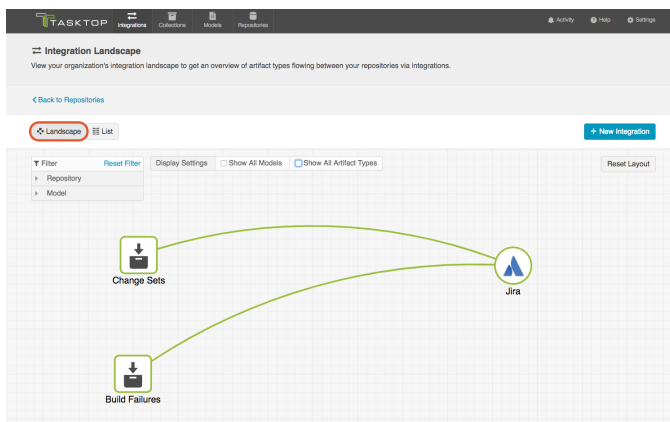 TASKTOP
Integrations Collections Models Repositories
Activity Help Settings
Integration Landscape
View your organization's integration landscape to get an overview of artifact types flowing between your repositories via integrations.
Back to Repositories
Landscape List
+ New Integration
Filter Reset Filter
Display Settings Show All Models Show All Artifact Types
Reset Layout
Repository
Model
Change Sets
Jira
Build Failures